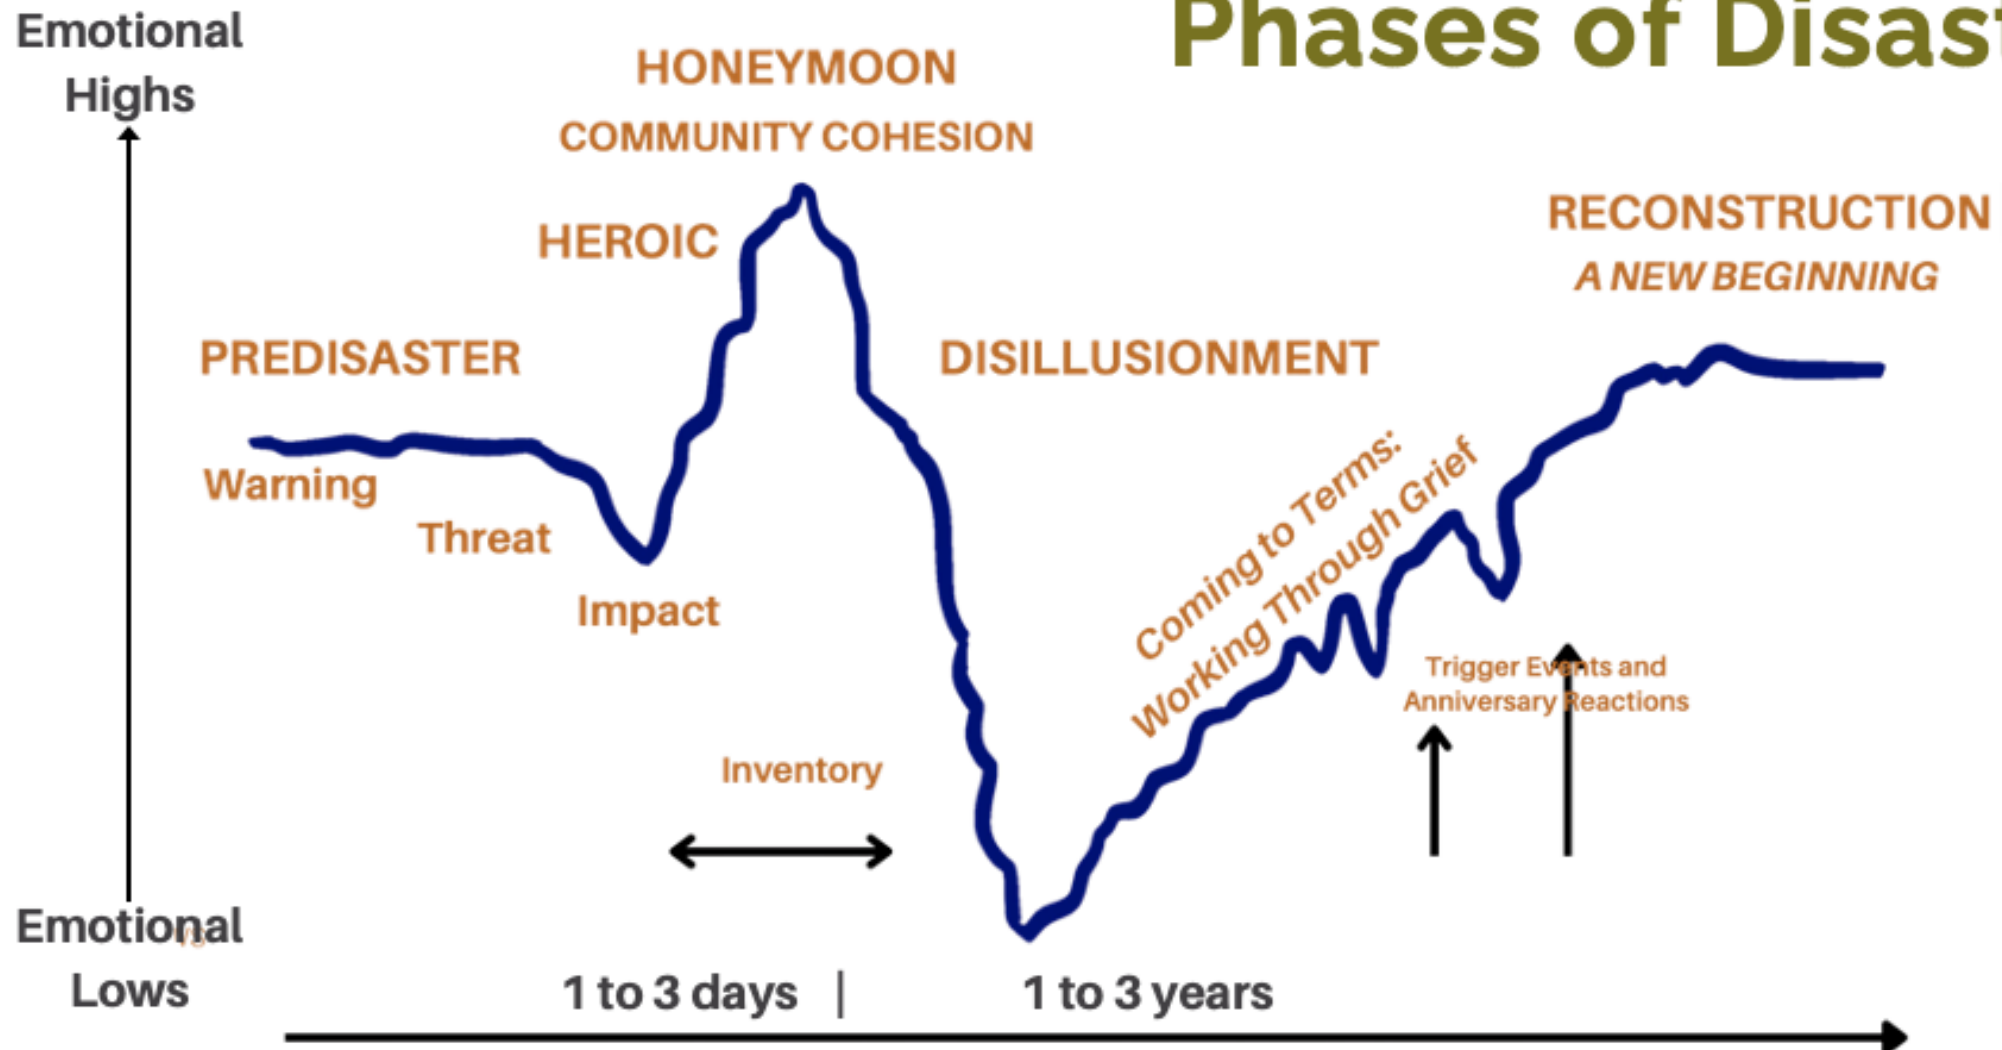 Phases of Disast
Emotional
Highs
HONEYMOON
COMMUNITY COHESION
HEROIC
RECONSTRUCTION
A NEW BEGINNING
PREDISASTER
DISILLUSIONMENT
Warning
Threat
Impact
Coming to Terms:
Working Through Grief
Trigger Events and
Anniversary Reactions
Inventory
Emotional
Lows
1 to 3 days |
1 to 3 years